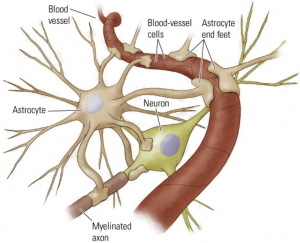 Blood
vessel
Blood-vessel
cells
Astrocyte
end feet
Astrocyte
Neuron
Myelinated
axon